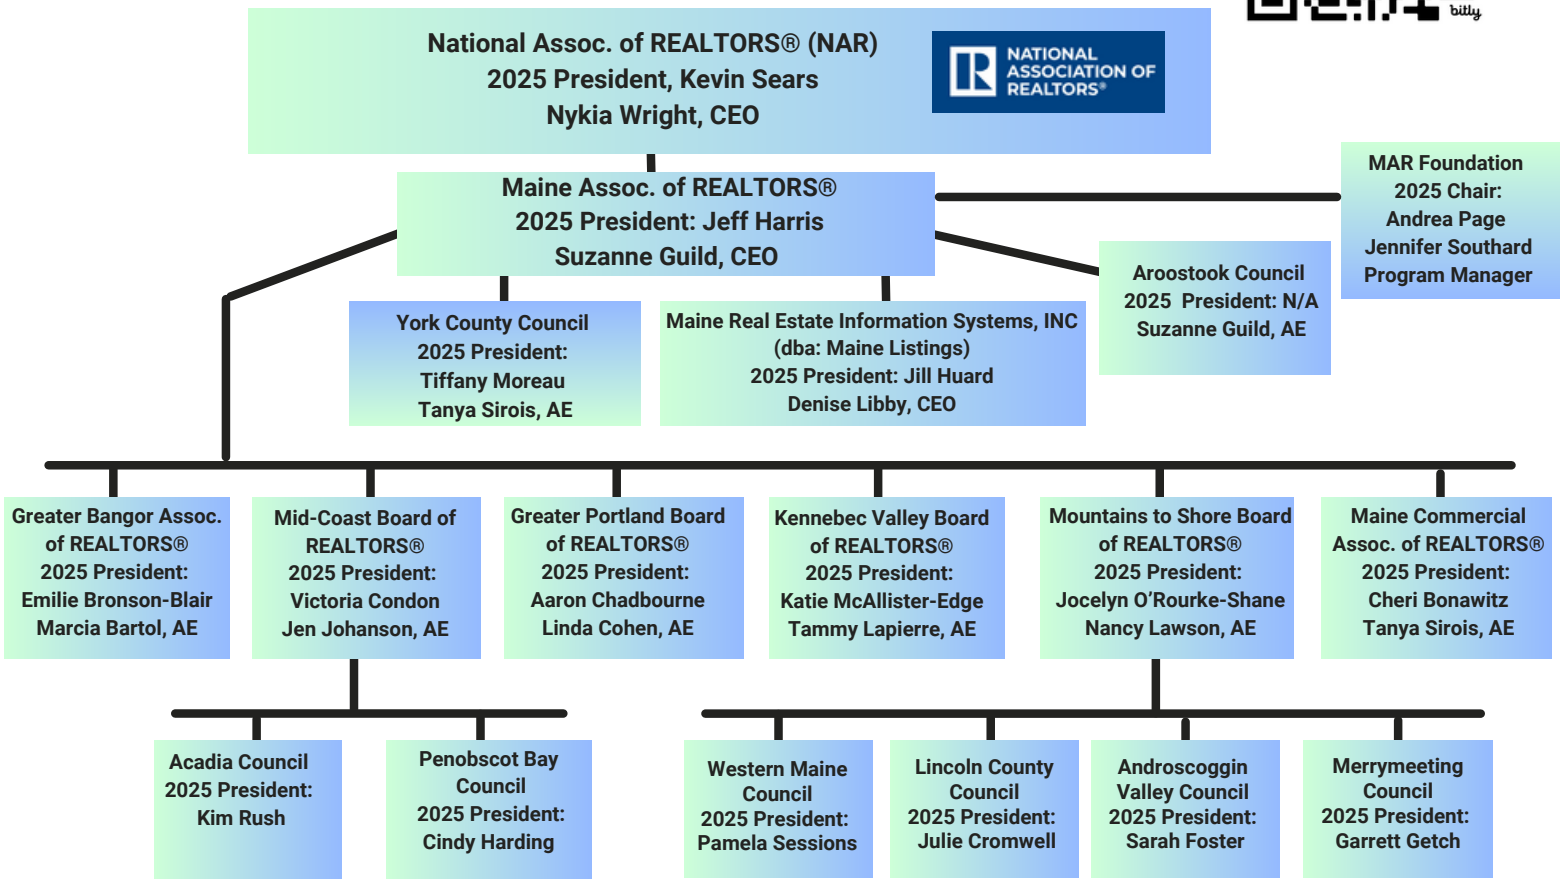 bitly
National Assoc. of REALTORS® (NAR)
2025 President, Kevin Sears
Nykia Wright, CEO
NATIONAL
ASSOCIATION OF
REALTORS®
Maine Assoc. of REALTORS®
2025 President: Jeff Harris
Suzanne Guild, CEO
MAR Foundation
2025 Chair:
Andrea Page
Jennifer Southard
Program Manager
Aroostook Council
2025 President: N/A
Suzanne Guild, AE
York County Council
2025 President:
Tiffany Moreau
Tanya Sirois, AE
Maine Real Estate Information Systems, INC
(dba: Maine Listings)
2025 President: Jill Huard
Denise Libby, CEO
Greater Bangor Assoc.
of REALTORS®
2025 President:
Emilie Bronson-Blair
Marcia Bartol, AE
Mid-Coast Board of
REALTORS®
2025 President:
Victoria Condon
Jen Johanson, AE
Greater Portland Board
of REALTORS®
2025 President:
Aaron Chadbourne
Linda Cohen, AE
Kennebec Valley Board
of REALTORS®
2025 President:
Katie McAllister-Edge
Tammy Lapierre, AE
Mountains to Shore Board
of REALTORS®
2025 President:
Jocelyn O’Rourke-Shane
Nancy Lawson, AE
Maine Commercial
Assoc. of REALTORS®
2025 President:
Cheri Bonawitz
Tanya Sirois, AE
Acadia Council
2025 President:
Kim Rush
Penobscot Bay
Council
2025 President:
Cindy Harding
Western Maine
Council
2025 President:
Pamela Sessions
Lincoln County
Council
2025 President:
Julie Cromwell
Androscoggin
Valley Council
2025 President:
Sarah Foster
Merrymeeting
Council
2025 President:
Garrett Getch